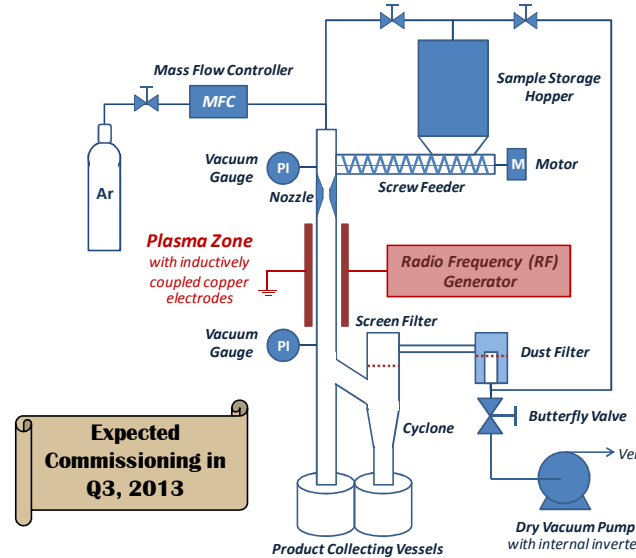 Mass Flow Controller
MFC
Ar
Sample Storage
Hopper
Vacuum
Gauge
PI
Nozzle
Screw Feeder
M
Motor
Plasma Zone
with inductively
coupled copper
electrodes
Radio Frequency (RF)
Generator
Vacuum
Gauge
PI
Screen Filter
Dust Filter
Cyclone
Butterfly Valve
Expected
Commissioning in
Q3, 2013
Product Collecting Vessels
Dry Vacuum Pump
with internal